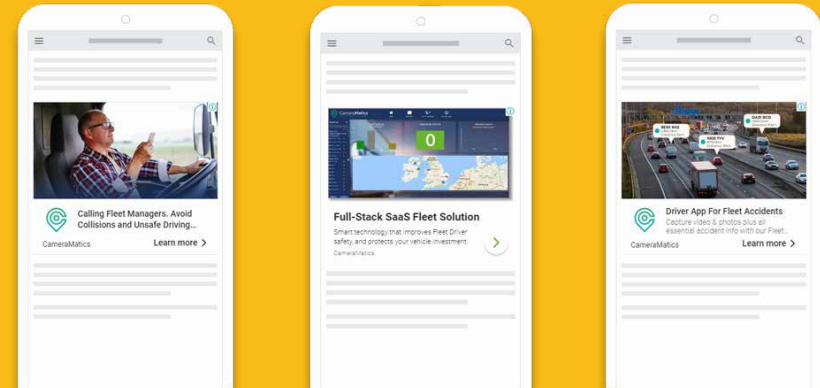 Calling Fleet Managers. Avoid
Collisions and Unsafe Driving...
CameraMatics
Learn more
CameraMatics
0
Full-Stack SaaS Fleet Solution
Smart technology that improves Fleet Driver
safety, and protects your vehicle investment.
CameraMatics
Driver App For Fleet Accidents
Capture video & photos plus all
essential accident info with our Fleet...
CameraMatics
Learn more